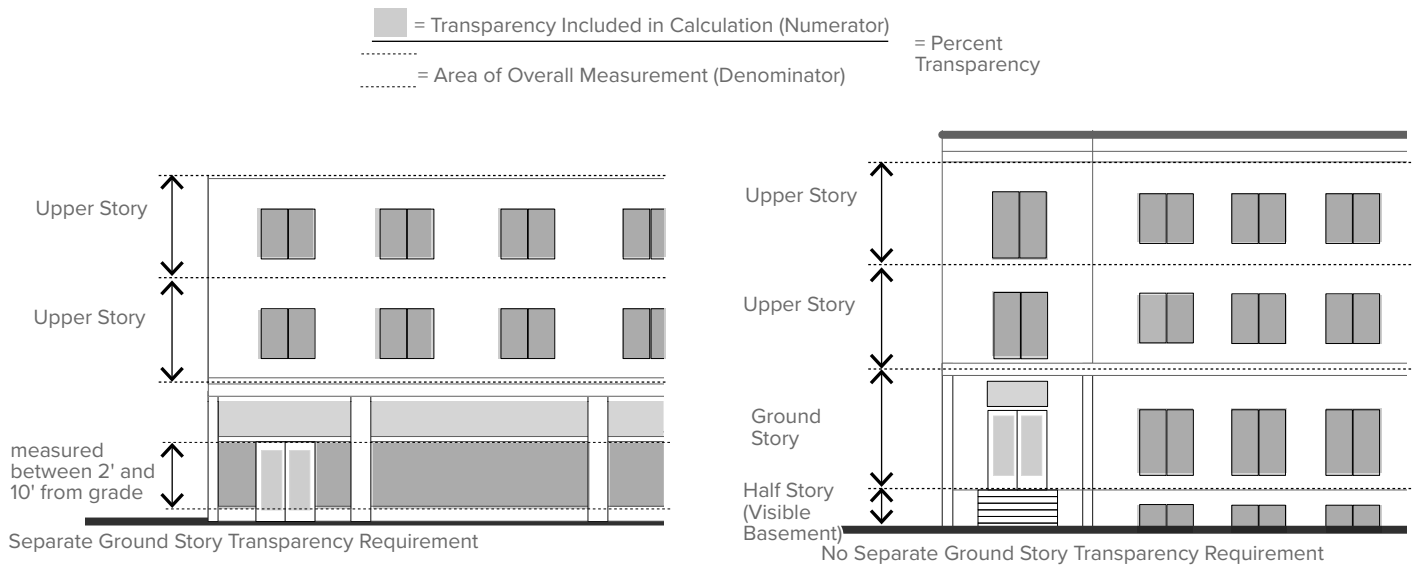 = Transparency Included in Calculation (Numerator)
= Area of Overall Measurement (Denominator)
= Percent
Transparency
Upper Story
Upper Story
measured
between 2' and
10' from grade
Separate Ground Story Transparency Requirement
Upper Story
Upper Story
Ground
Story
Half Story
(Visible
Basement)
No Separate Ground Story Transparency Requirement